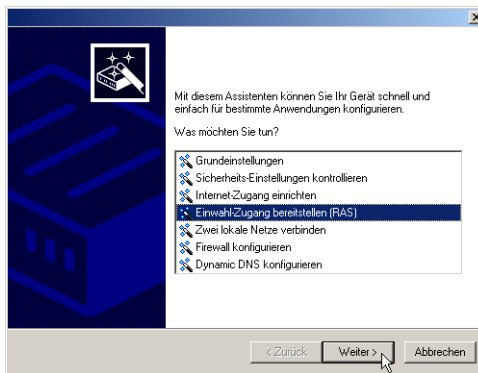 Mit diesem Assistenten können Sie Ihr Gerät schnell und
einfach für bestimmte Anwendungen konfigurieren.
Was möchten Sie tun?
Grundeinstellungen
Sicherheits-Einstellungen kontrollieren
Internet-Zugang einrichten
Einwahl-Zugang bereitstellen (RAS)
Zwei lokale Netze verbinden
Firewall konfigurieren
Dynamic DNS konfigurieren
< Zurück Weiter > Abbrechen